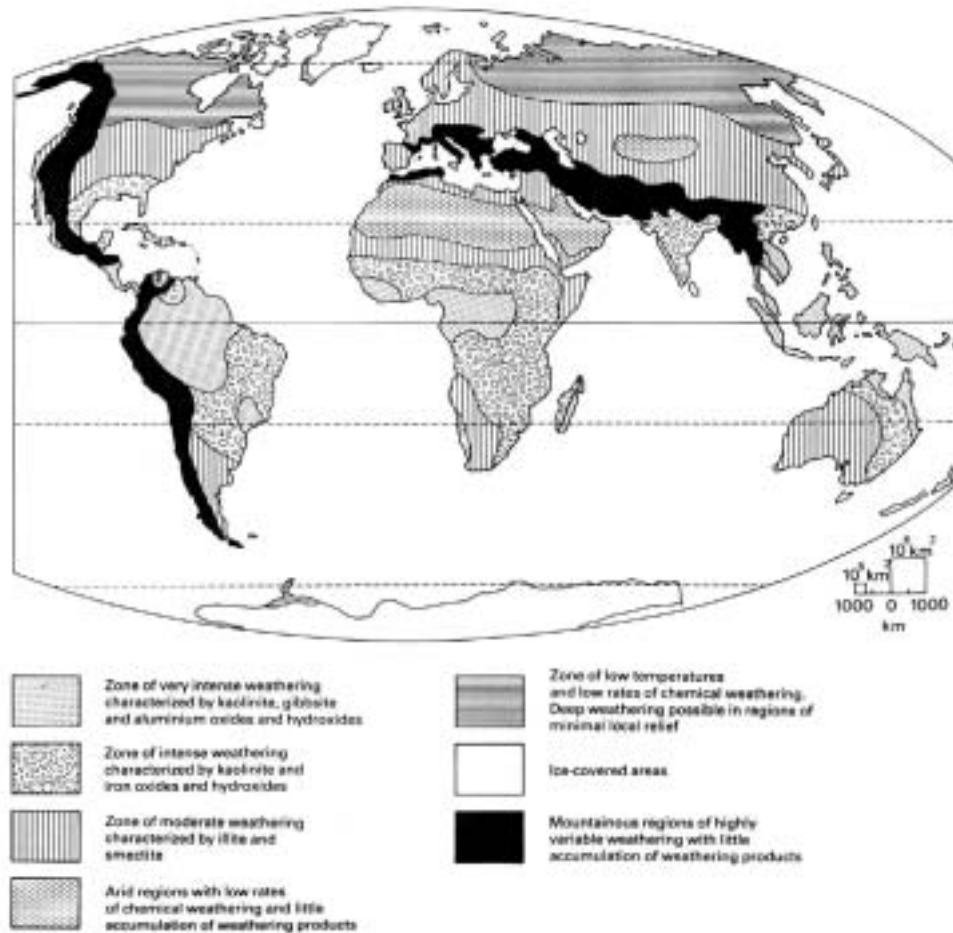 10⁶ km²
10⁵ km²
1000 0 1000
km
Zone of very intense weathering
characterized by kaolinite, gibbsite
and aluminium oxides and hydroxides
Zone of intense weathering
characterized by kaolinite and
iron oxides and hydroxides
Zone of moderate weathering
characterized by illite and
smectite
Arid regions with low rates
of chemical weathering and little
accumulation of weathering products
Zone of low temperatures
and low rates of chemical weathering.
Deep weathering possible in regions of
minimal local relief
Ice-covered areas
Mountainous regions of highly
variable weathering with little
accumulation of weathering products